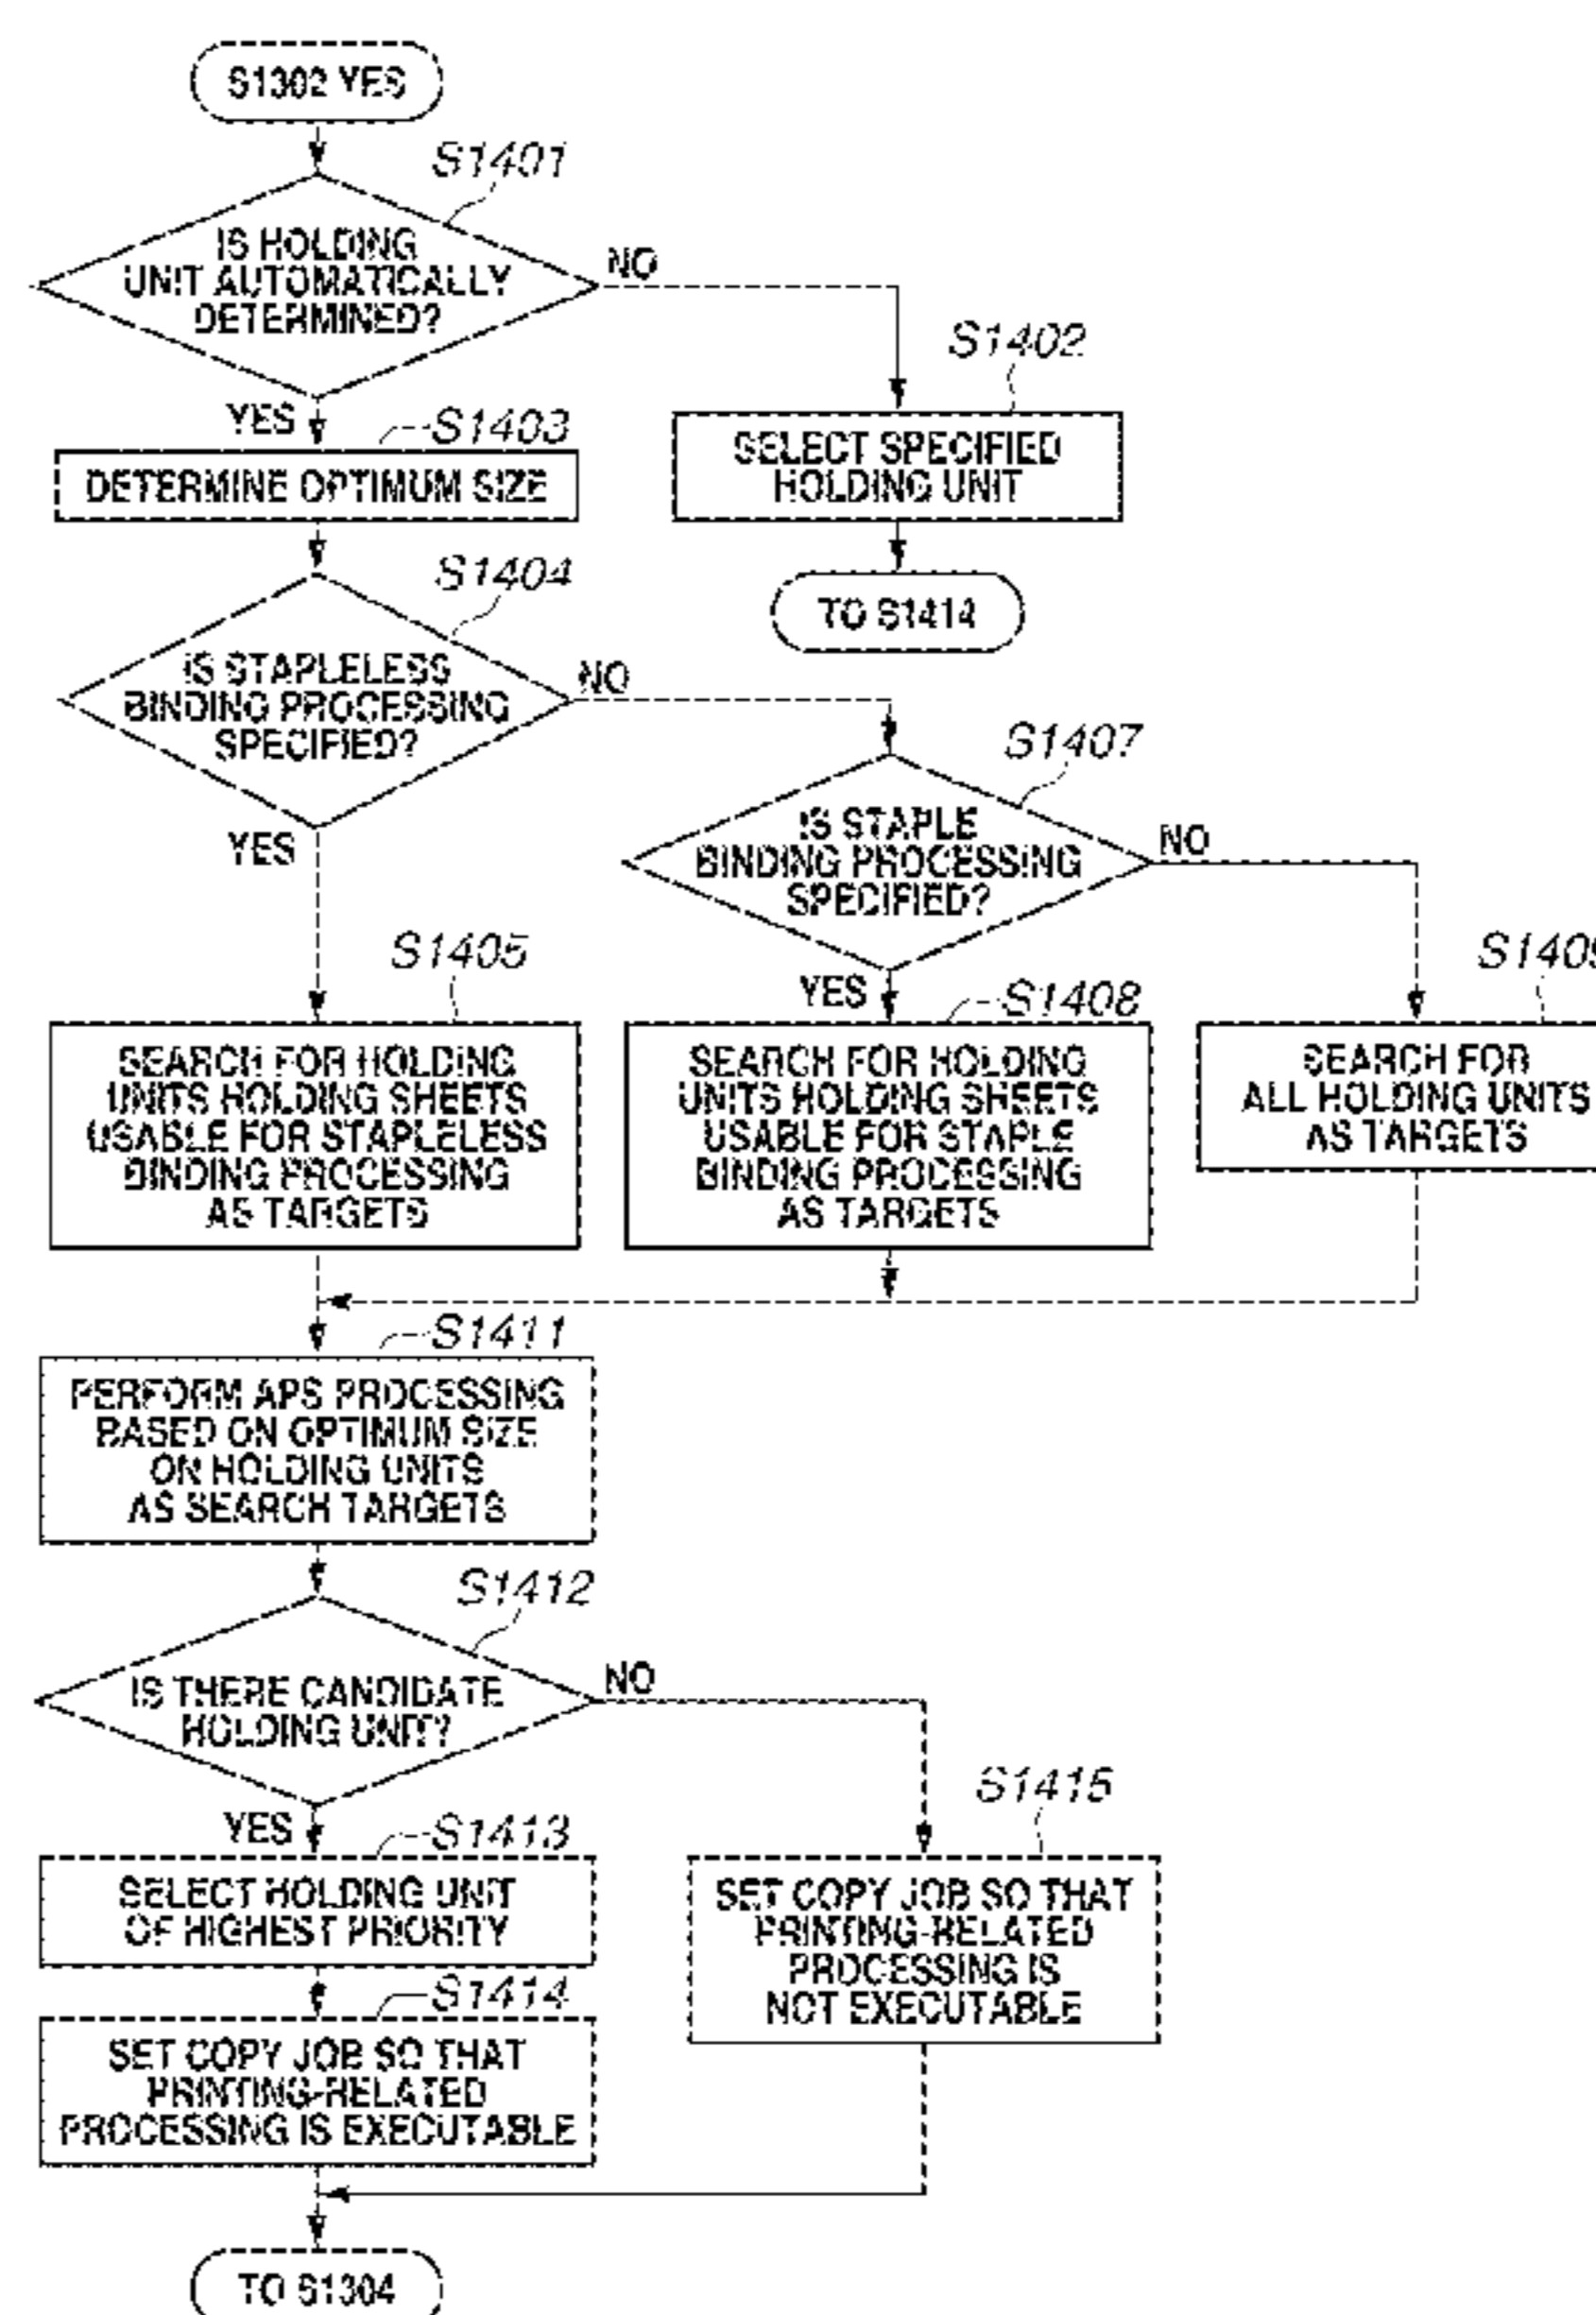 S1302 YES
S1401
IS HOLDING
UNIT AUTOMATICALLY
DETERMINED?
NO
S1402
SELECT SPECIFIED
HOLDING UNIT
TO S1414
YES
S1403
DETERMINE OPTIMUM SIZE
S1404
IS STAPLELESS
BINDING PROCESSING
SPECIFIED?
NO
S1407
IS STAPLE
BINDING PROCESSING
SPECIFIED?
NO
YES
S1405
SEARCH FOR HOLDING
UNITS HOLDING SHEETS
USABLE FOR STAPLELESS
BINDING PROCESSING
AS TARGETS
YES
S1408
SEARCH FOR HOLDING
UNITS HOLDING SHEETS
USABLE FOR STAPLE
BINDING PROCESSING
AS TARGETS
S1409
SEARCH FOR
ALL HOLDING UNITS
AS TARGETS
S1411
PERFORM APS PROCESSING
BASED ON OPTIMUM SIZE
ON HOLDING UNITS
AS SEARCH TARGETS
S1412
IS THERE CANDIDATE
HOLDING UNIT?
NO
S1415
SET COPY JOB SO THAT
PRINTING-RELATED
PROCESSING IS
NOT EXECUTABLE
YES
S1413
SELECT HOLDING UNIT
OF HIGHEST PRIORITY
S1414
SET COPY JOB SO THAT
PRINTING-RELATED
PROCESSING IS EXECUTABLE
TO S1304